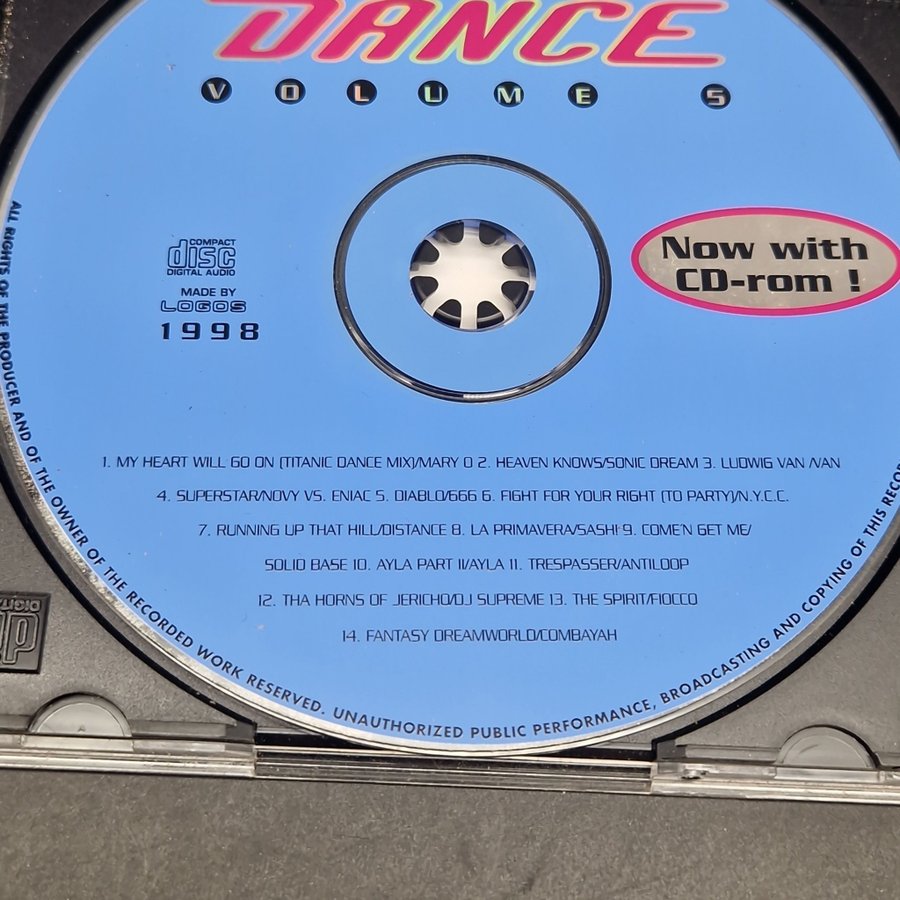 DANCE
VOLUME 5
COMPACT
disc
DIGITAL AUDIO
MADE BY
LOGOS
1998
Now with
CD-rom !
1. MY HEART WILL GO ON (TITANIC DANCE MIX)/MARY O 2. HEAVEN KNOWS/SONIC DREAM 3. LUDWIG VAN /VAN
4. SUPERSTAR/NOVY VS. ENIAC 5. DIABLO/666 6. FIGHT FOR YOUR RIGHT (TO PARTY)/N.Y.C.C.
7. RUNNING UP THAT HILL/DISTANCE 8. LA PRIMAVERA/SASH! 9. COME'N GET ME/
SOLID BASE 10. AYLA PART II/AYLA 11. TRESPASSER/ANTILOOP
12. THA HORNS OF JERICHO/DJ SUPREME 13. THE SPIRIT/FIOCCO
14. FANTASY DREAMWORLD/COMBAYAH
ALL RIGHTS OF THE PRODUCER AND OF THE OWNER OF THE RECORDED WORK RESERVED. UNAUTHORIZED PUBLIC PERFORMANCE, BROADCASTING AND COPYING OF THIS